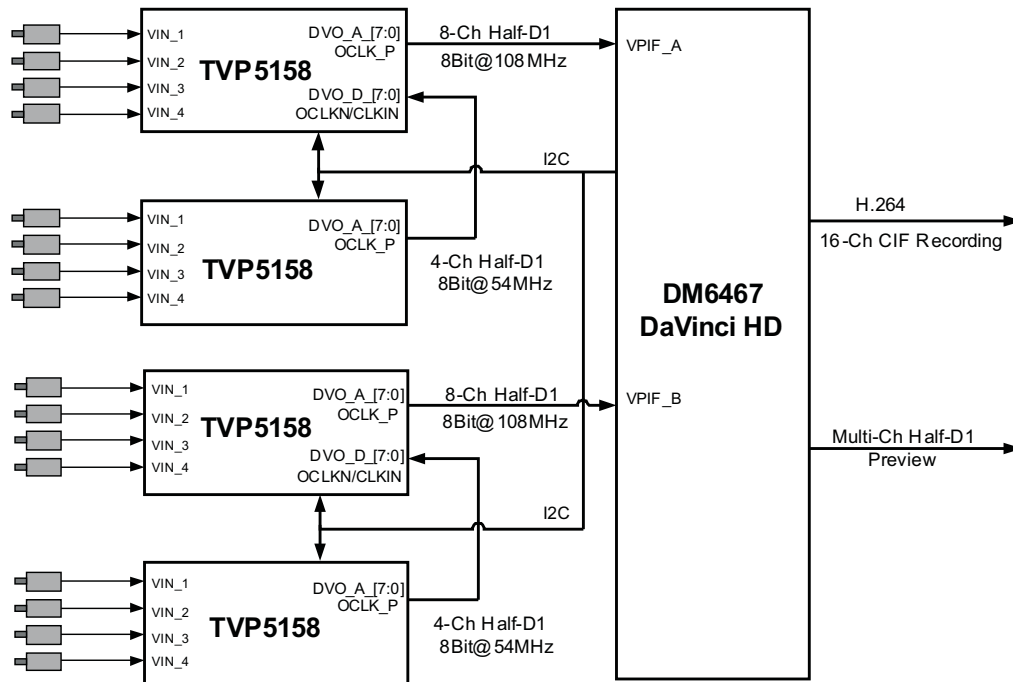 VIN_1
VIN_2
VIN_3
VIN_4
TVP5158
DVO_A_[7:0]
OCLK_P
DVO_D_[7:0]
OCLKN/CLKIN
8-Ch Half-D1
8Bit@108MHz
VPIF_A
I2C
VIN_1
VIN_2
VIN_3
VIN_4
TVP5158
DVO_A_[7:0]
OCLK_P
4-Ch Half-D1
8Bit@54MHz
DM6467
DaVinci HD
H.264
16-Ch CIF Recording
VIN_1
VIN_2
VIN_3
VIN_4
TVP5158
DVO_A_[7:0]
OCLK_P
DVO_D_[7:0]
OCLKN/CLKIN
8-Ch Half-D1
8Bit@108MHz
VPIF_B
Multi-Ch Half-D1
Preview
I2C
VIN_1
VIN_2
VIN_3
VIN_4
TVP5158
DVO_A_[7:0]
OCLK_P
4-Ch Half-D1
8Bit@54MHz